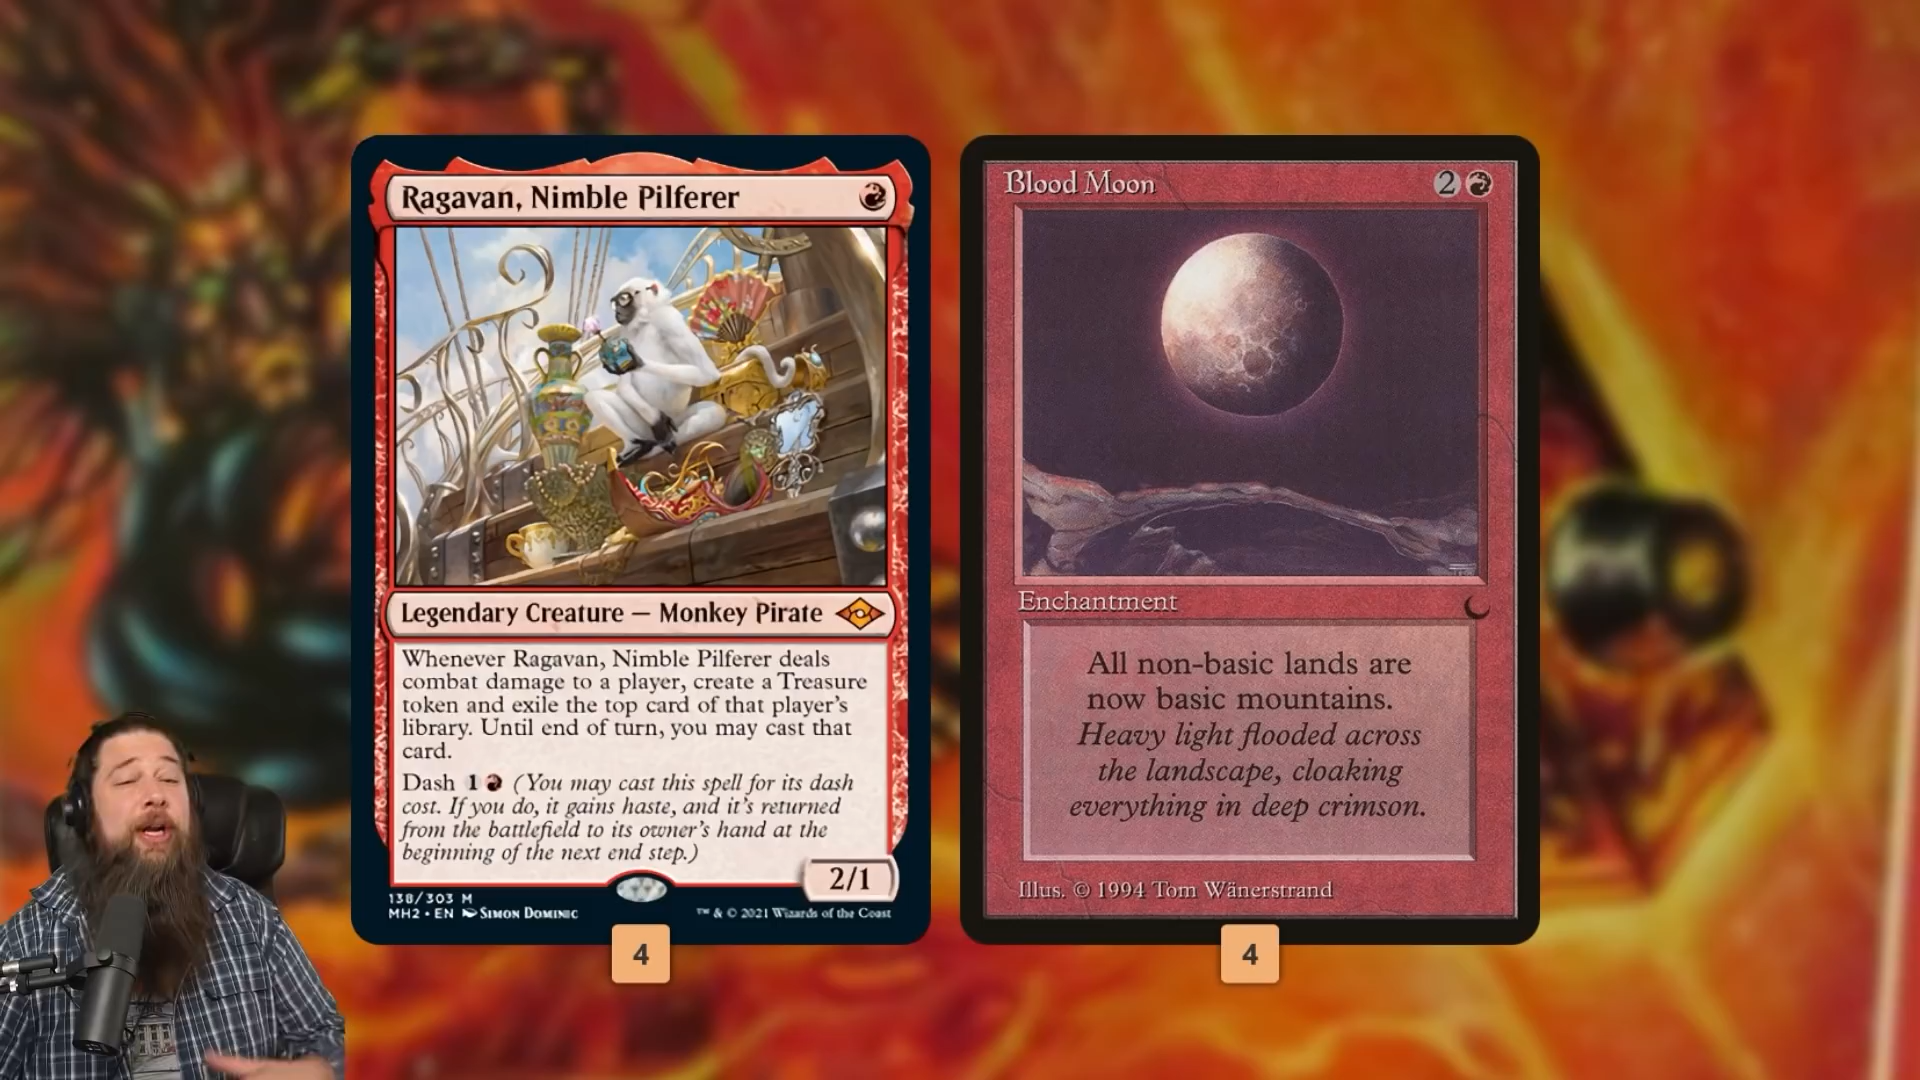 Ragavan, Nimble Pilferer
Legendary Creature — Monkey Pirate
Whenever Ragavan, Nimble Pilferer deals
combat damage to a player, create a Treasure
token and exile the top card of that player's
library. Until end of turn, you may cast that
card.
Dash 1 (You may cast this spell for its dash
cost. If you do, it gains haste, and it's returned
from the battlefield to its owner's hand at the
beginning of the next end step.)
2/1
138/303 M
MH2 • EN Simon Dominic
™ & © 2021 Wizards of the Coast
4
Blood Moon
2
Enchantment
All non-basic lands are
now basic mountains.
Heavy light flooded across
the landscape, cloaking
everything in deep crimson.
Illus. © 1994 Tom Wänerstrand
4